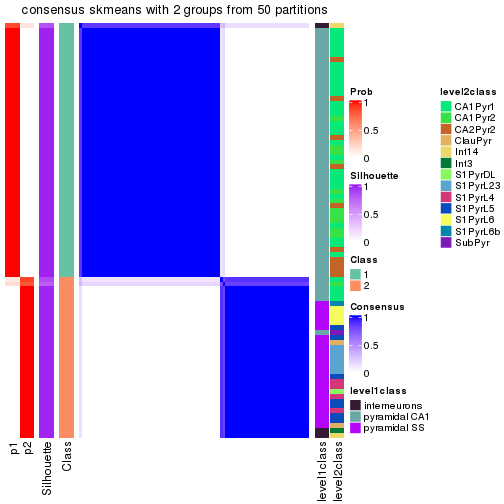 consensus skmeans with 2 groups from 50 partitions
Prob
1
0.5
0
Silhouette
1
0.5
0
Class
1
2
Consensus
1
0.5
0
level1class
interneurons
pyramidal CA1
pyramidal SS
level2class
CA1Pyr1
CA1Pyr2
CA2Pyr2
ClauPyr
Int14
Int3
S1PyrDL
S1PyrL23
S1PyrL4
S1PyrL5
S1PyrL6
S1PyrL6b
SubPyr
p1
p2
Silhouette
Class
level1class
level2class